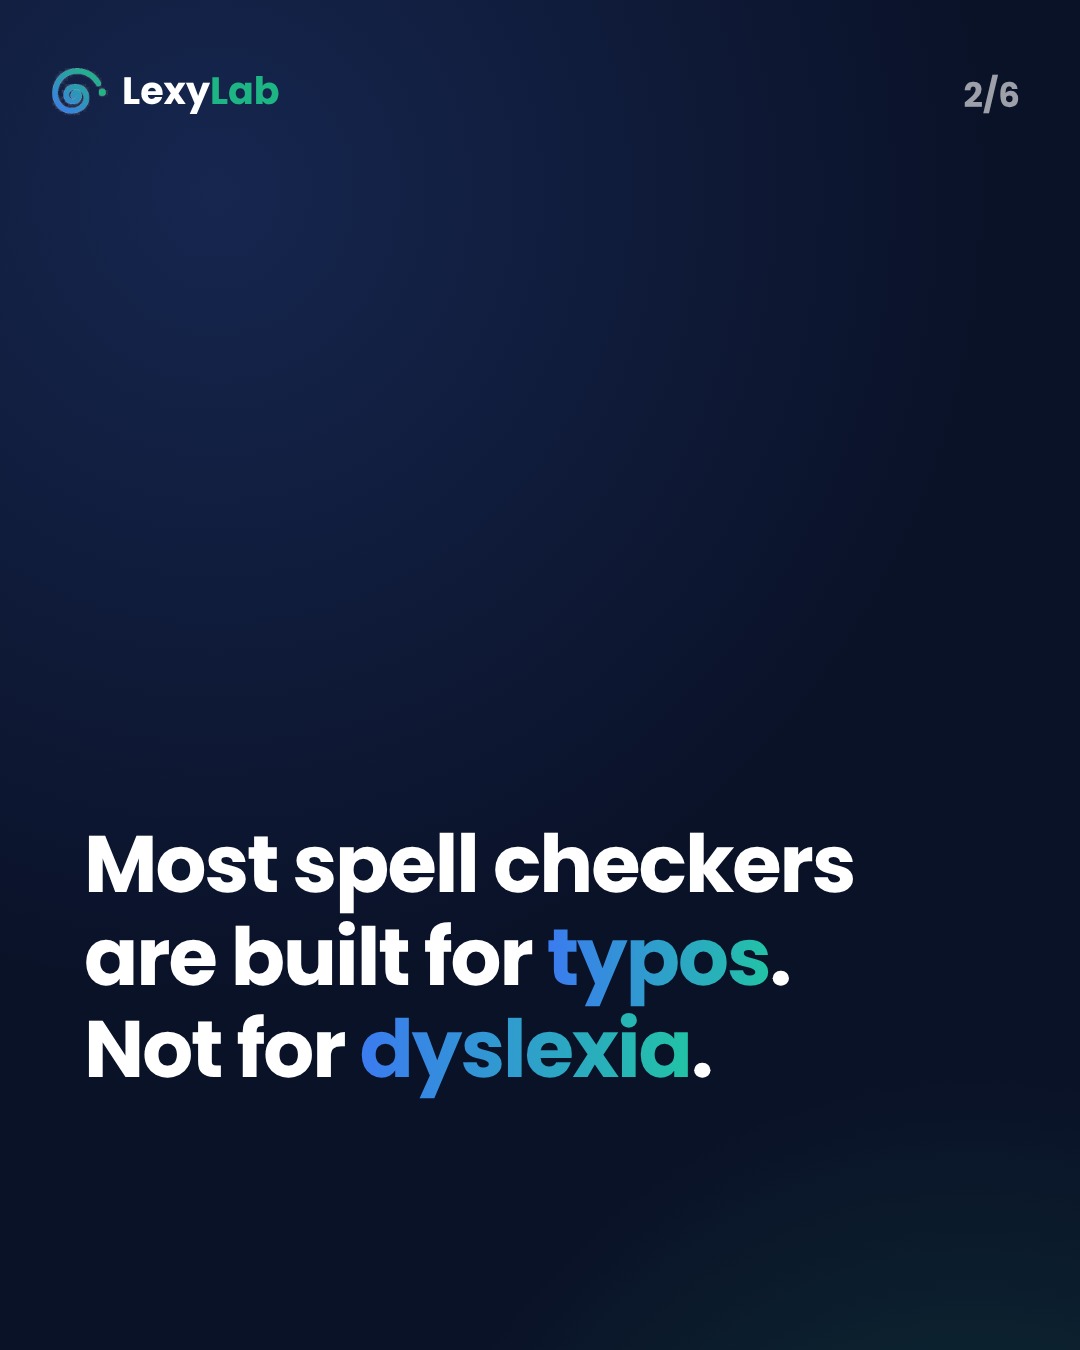 LexyLab
2/6
Most spell checkers
are built for typos.
Not for dyslexia.